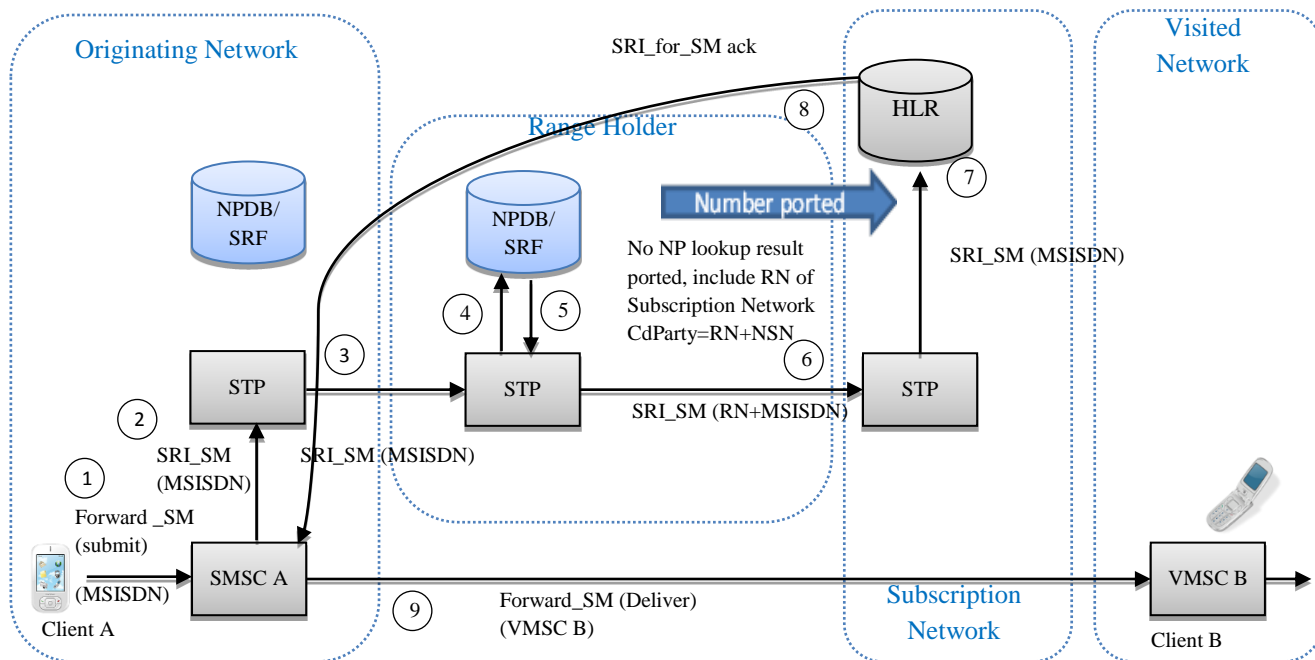 Originating Network
SRI_for_SM ack
Visited
Network
8
HLR
Range Holder
7
NPDB/
SRF
NPDB/
SRF
Number ported
SRI_SM (MSISDN)
No NP lookup result
ported, include RN of
Subscription Network
CdParty=RN+NSN
4
5
3
6
STP
STP
STP
2
SRI_SM (RN+MSISDN)
SRI_SM
(MSISDN)
SRI_SM (MSISDN)
1
Forward _SM
(submit)
SMSC A
VMSC B
(MSISDN)
Client A
9
Forward_SM (Deliver)
(VMSC B)
Subscription
Network
Client B